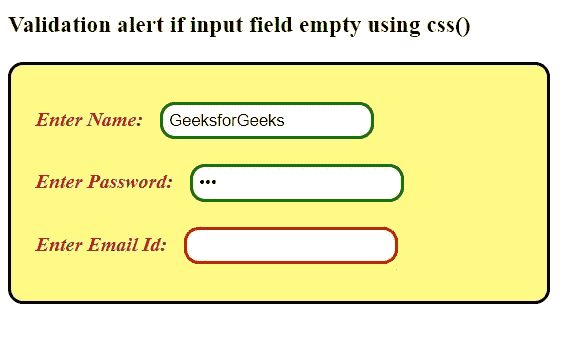 Validation alert if input field empty using css()
Enter Name: GeeksforGeeks
Enter Password: •••
Enter Email Id: